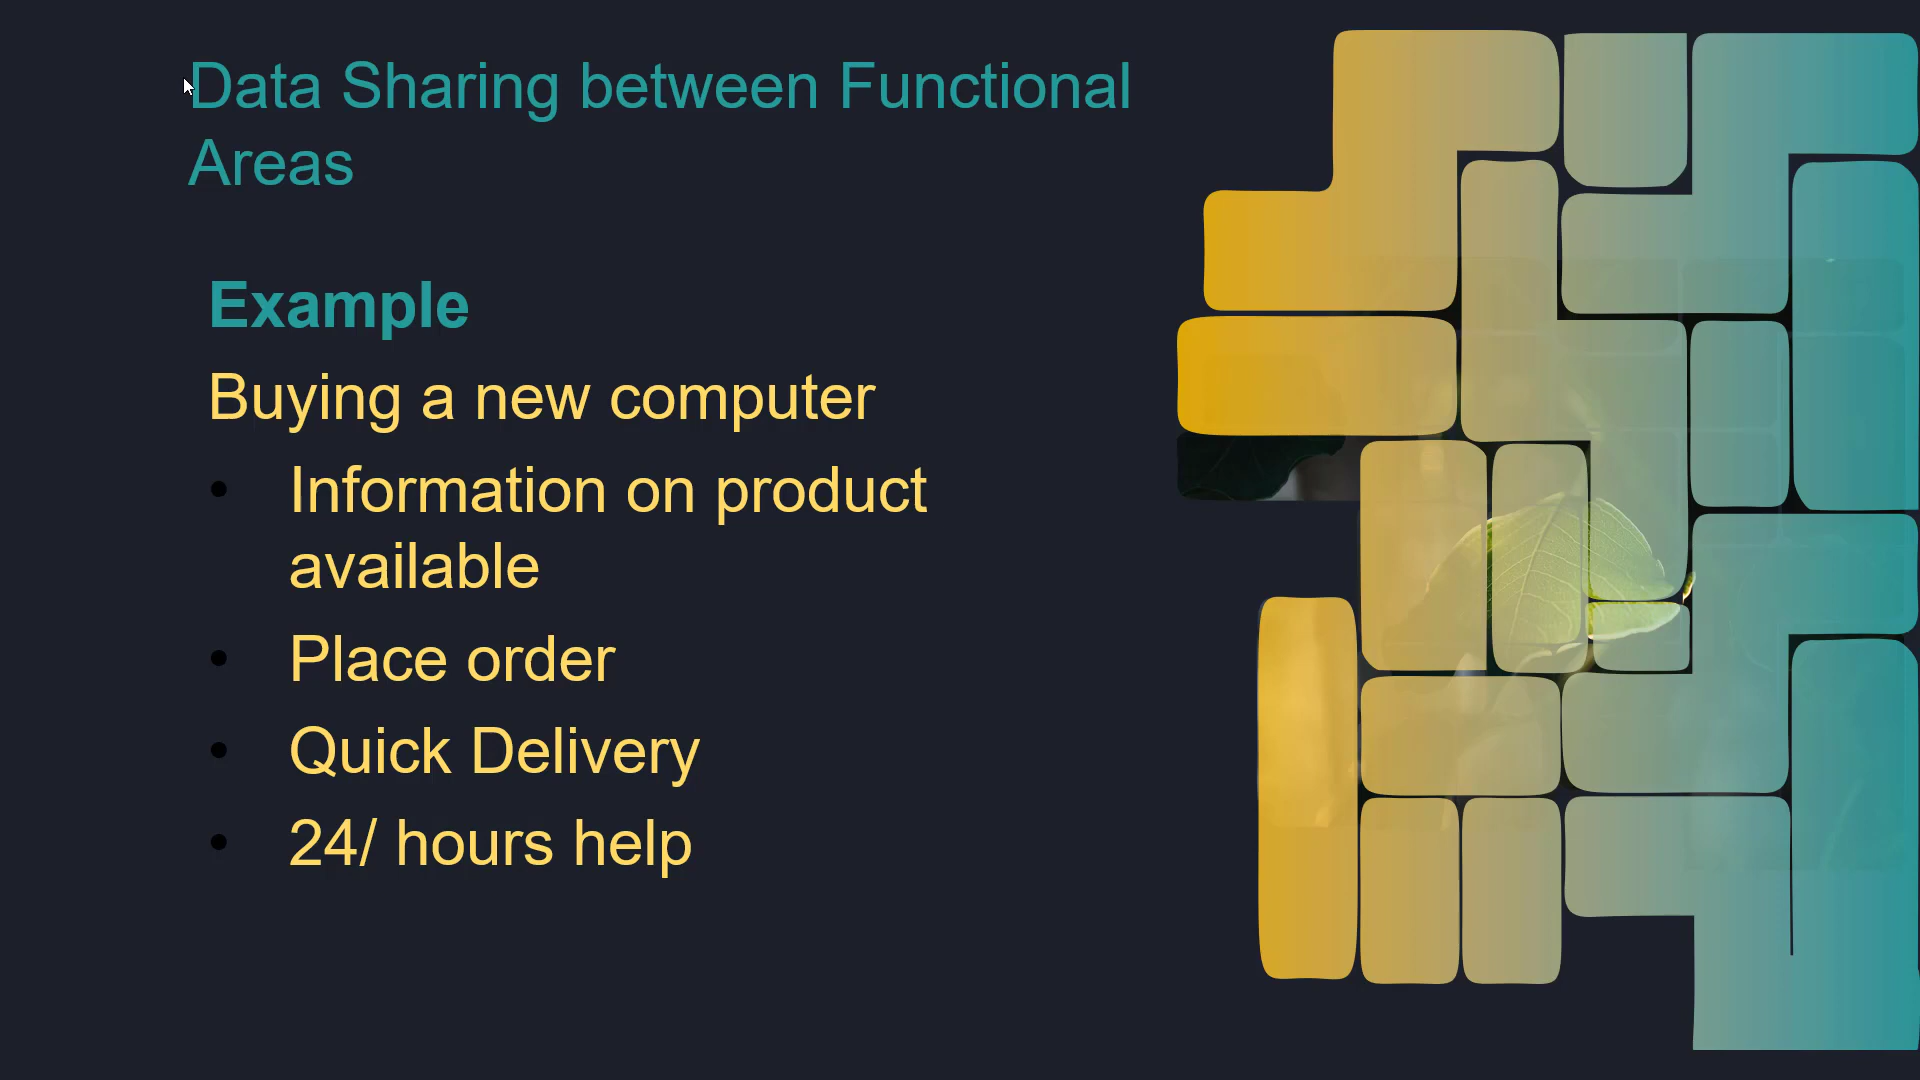 Data Sharing between Functional
Areas
Example
Buying a new computer
• Information on product
available
• Place order
• Quick Delivery
• 24/ hours help